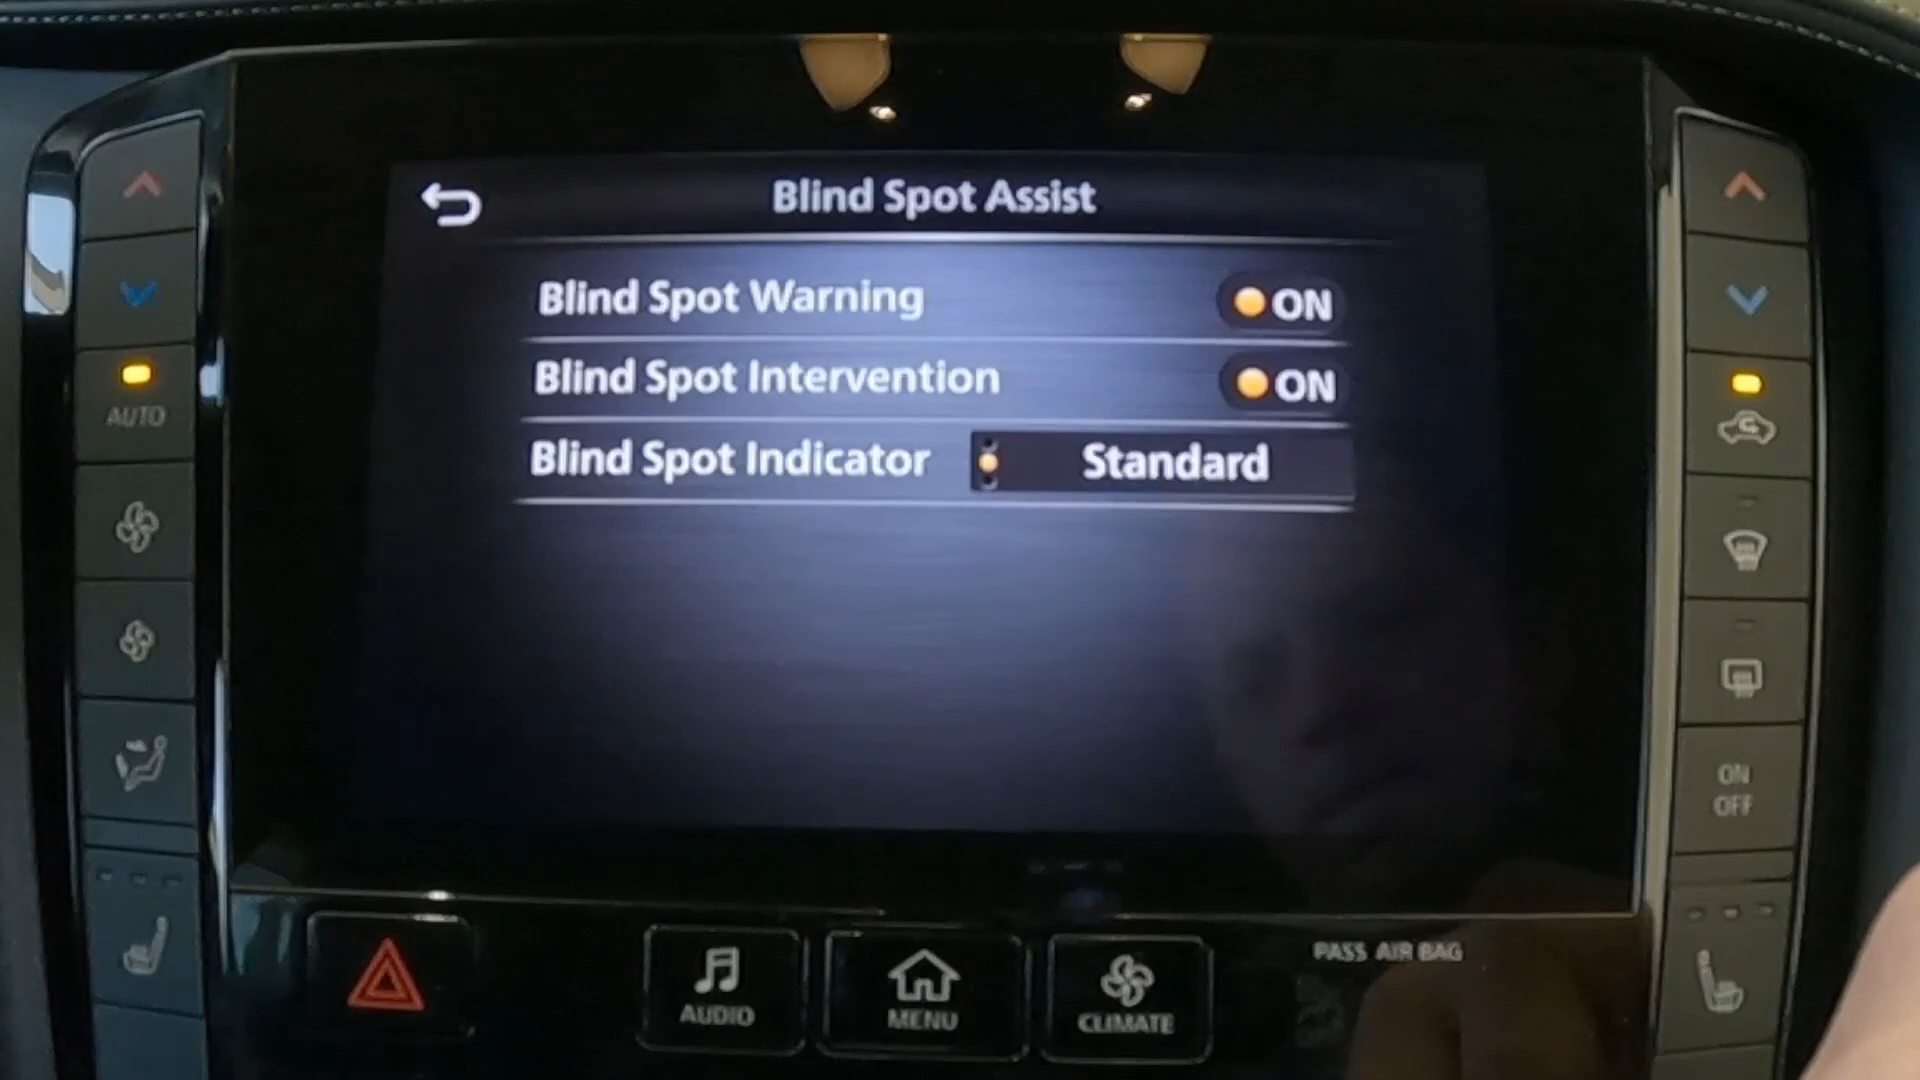 Blind Spot Assist
Blind Spot Warning ON
Blind Spot Intervention ON
Blind Spot Indicator Standard
AUTO
ON
OFF
PASS AIR BAG
AUDIO
MENU
CLIMATE